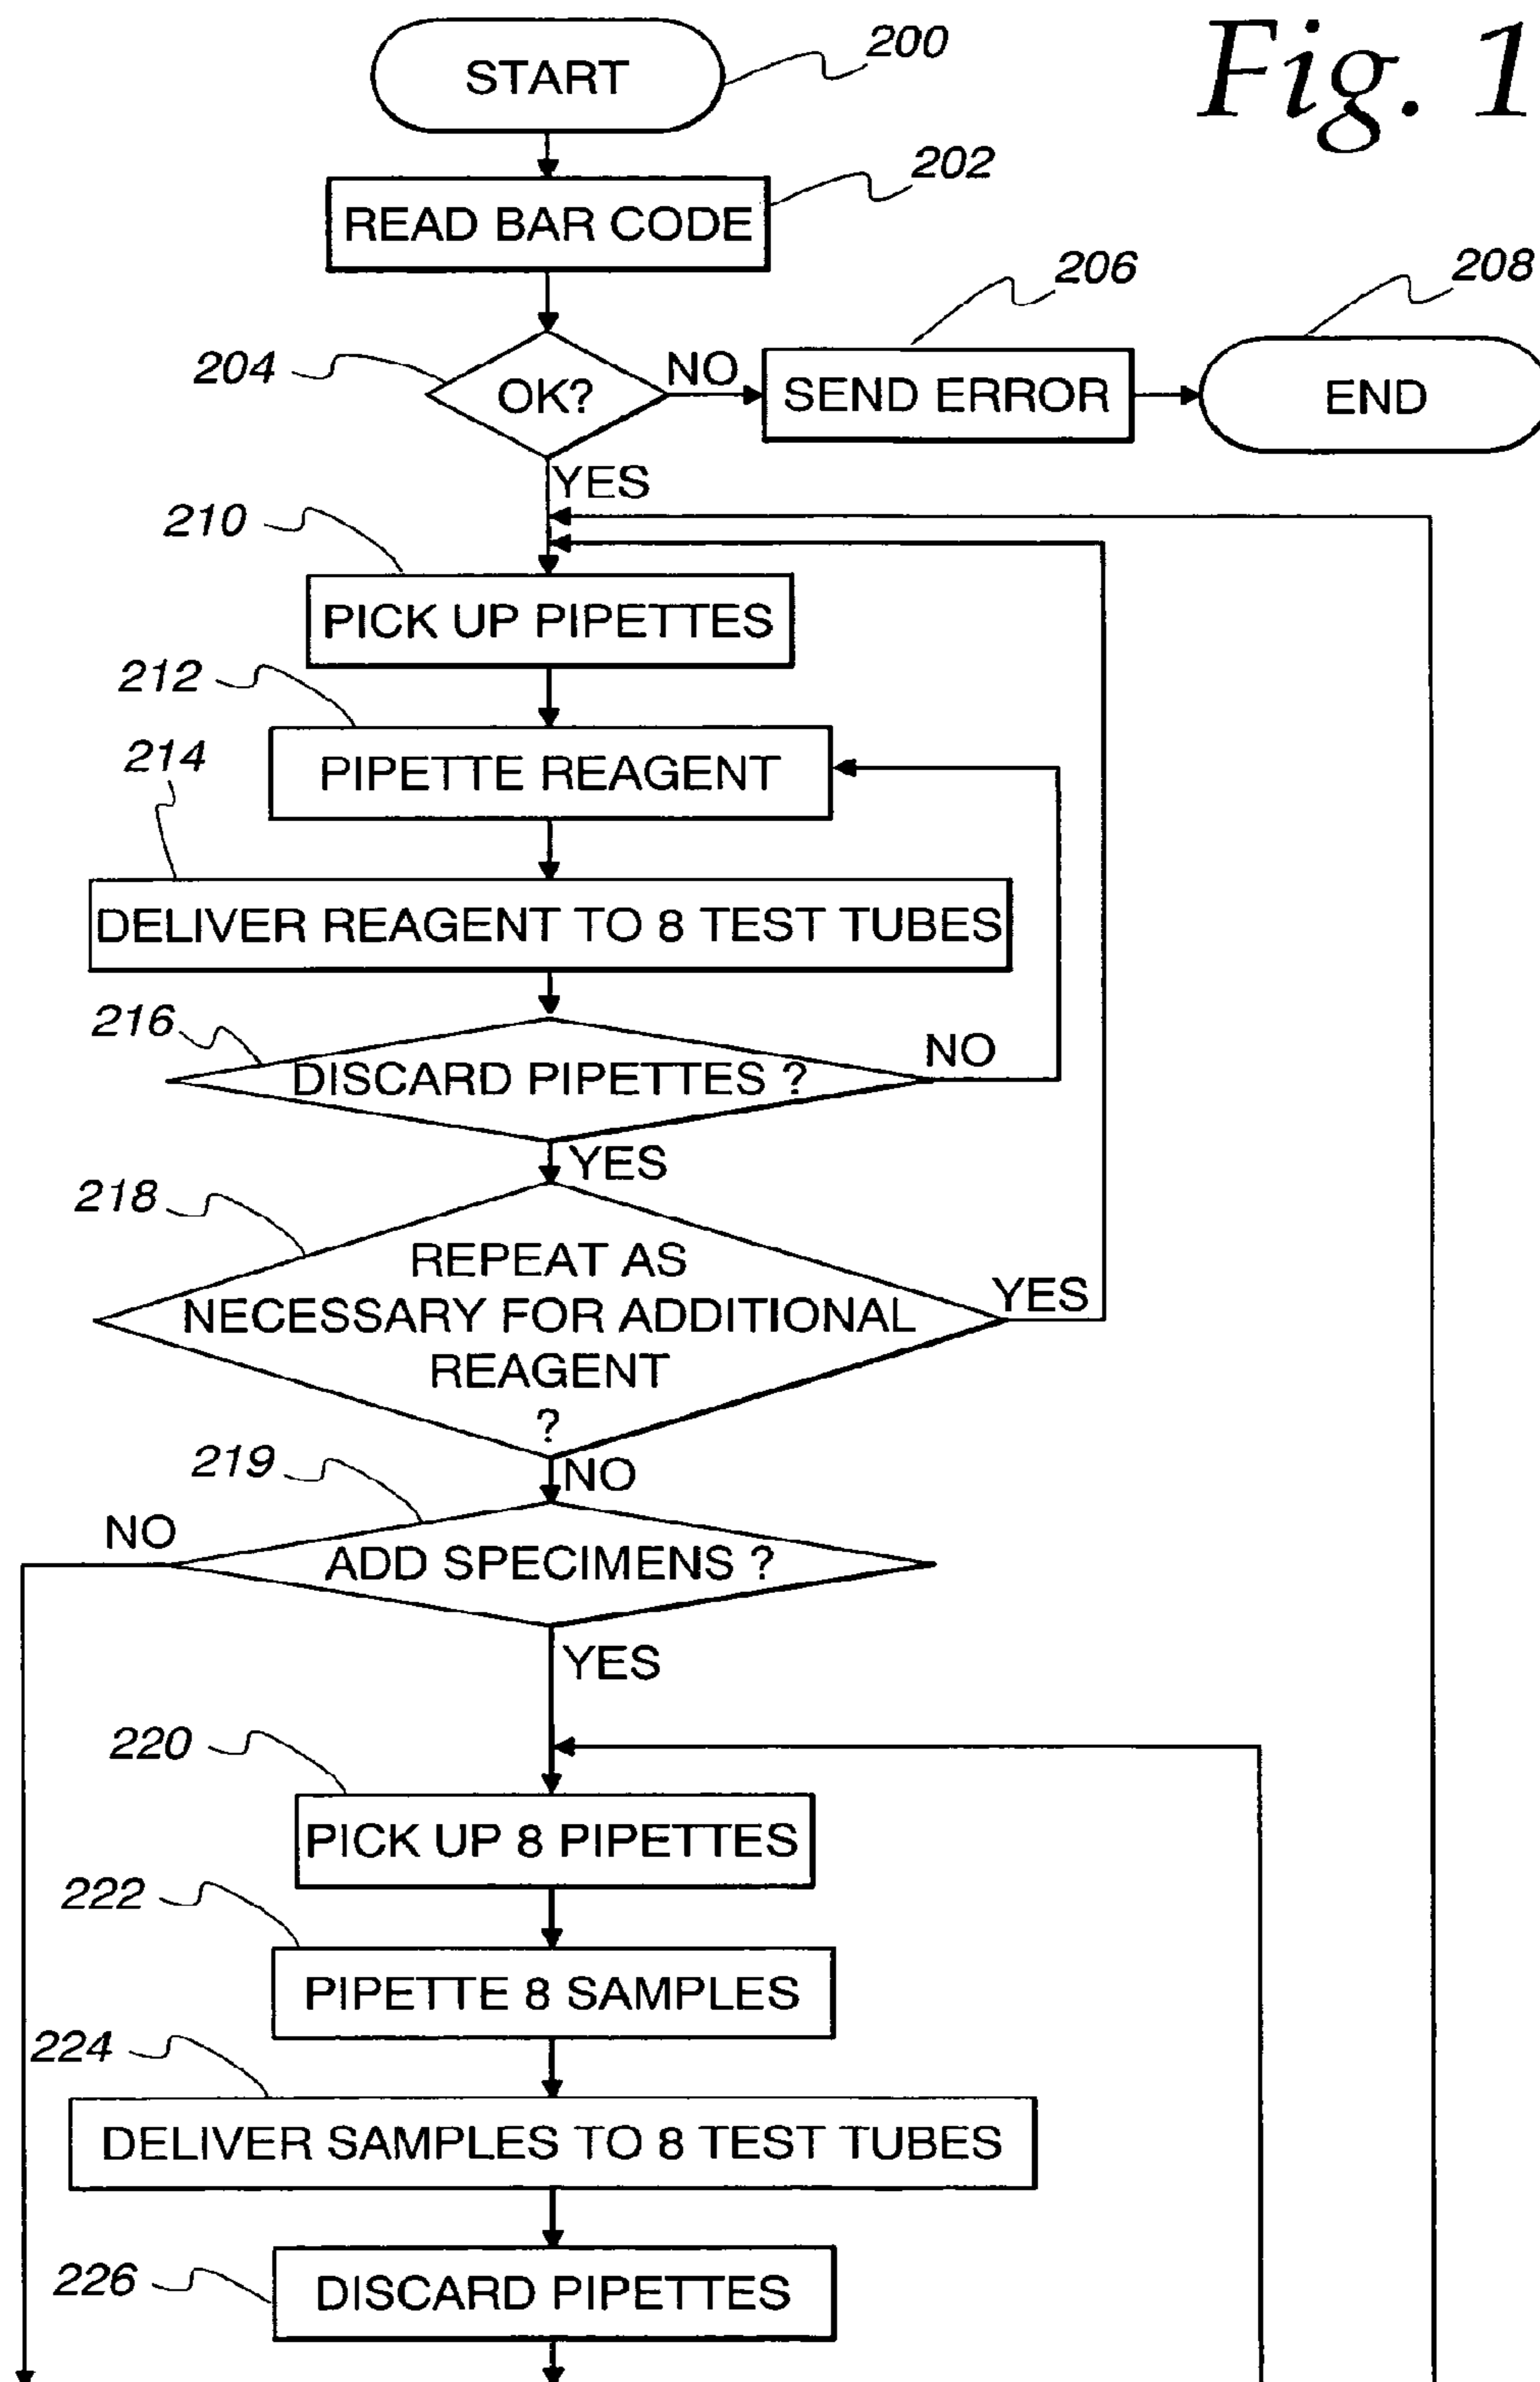 Fig. 1
START
200
READ BAR CODE
202
204
OK?
NO
SEND ERROR
206
END
208
YES
210
PICK UP PIPETTES
212
PIPETTE REAGENT
214
DELIVER REAGENT TO 8 TEST TUBES
216
DISCARD PIPETTES ?
NO
YES
218
REPEAT AS
NECESSARY FOR ADDITIONAL
REAGENT
?
YES
NO
219
ADD SPECIMENS ?
NO
YES
220
PICK UP 8 PIPETTES
222
PIPETTE 8 SAMPLES
224
DELIVER SAMPLES TO 8 TEST TUBES
226
DISCARD PIPETTES